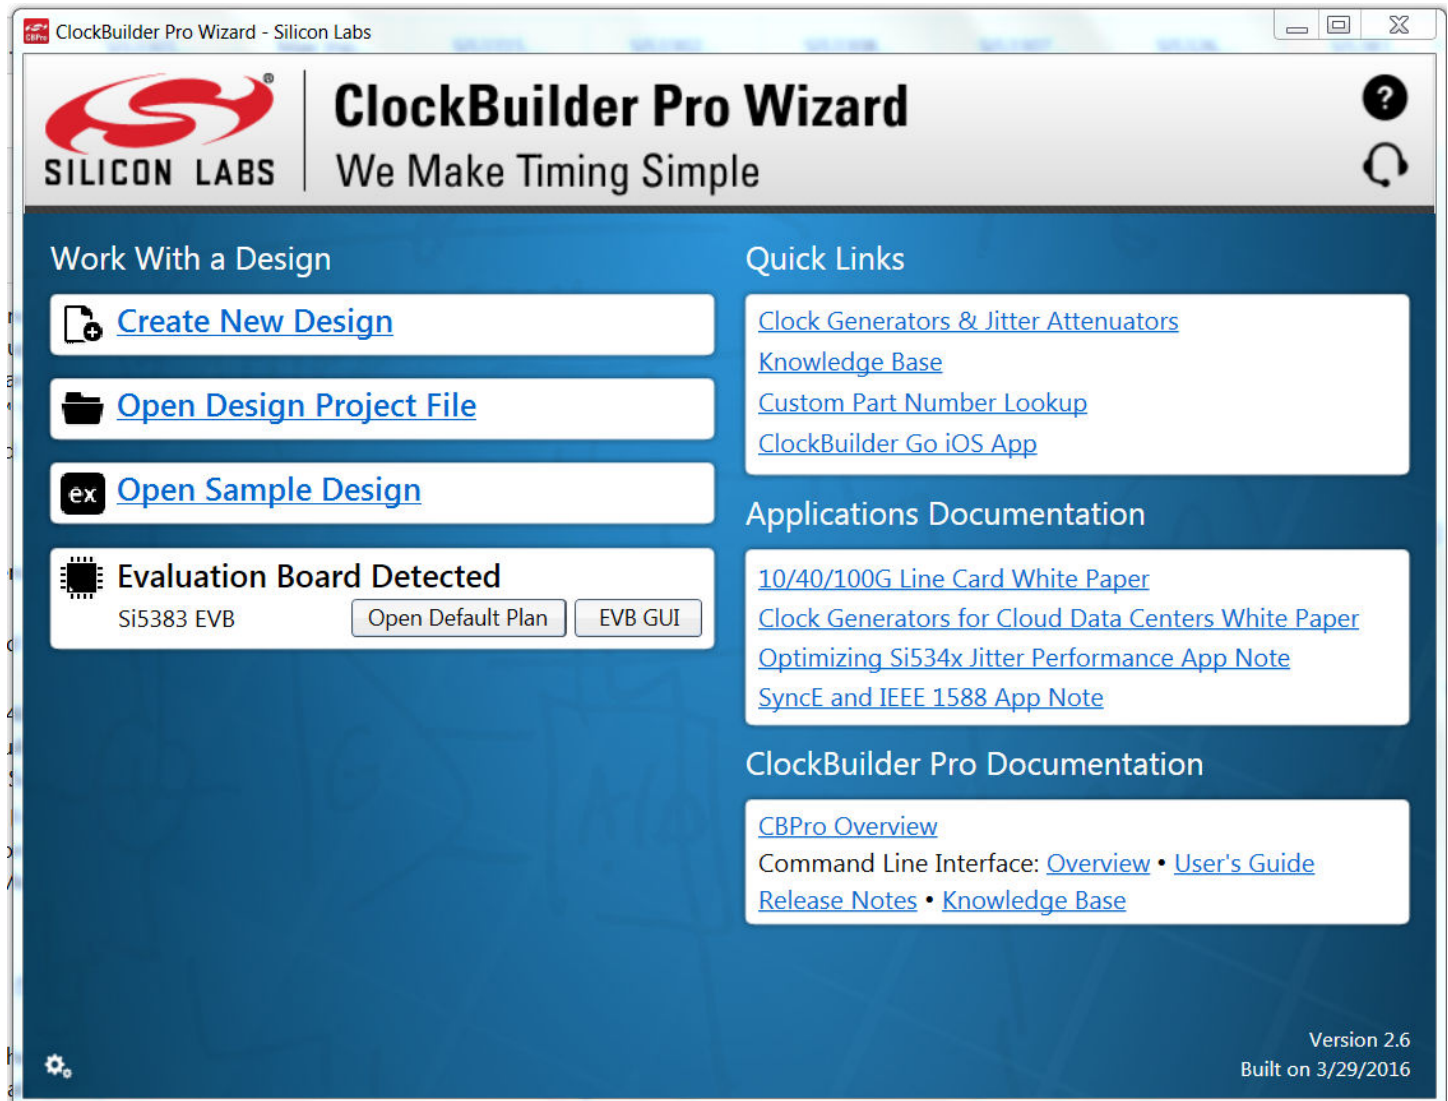 ClockBuilder Pro Wizard - Silicon Labs
SILICON LABS
®
ClockBuilder Pro Wizard
We Make Timing Simple
?
Work With a Design
Create New Design
Open Design Project File
ex Open Sample Design
Evaluation Board Detected
Si5383 EVB Open Default Plan EVB GUI
Quick Links
Clock Generators & Jitter Attenuators
Knowledge Base
Custom Part Number Lookup
ClockBuilder Go iOS App
Applications Documentation
10/40/100G Line Card White Paper
Clock Generators for Cloud Data Centers White Paper
Optimizing Si534x Jitter Performance App Note
SyncE and IEEE 1588 App Note
ClockBuilder Pro Documentation
CBPro Overview
Command Line Interface: Overview • User's Guide
Release Notes • Knowledge Base
Version 2.6
Built on 3/29/2016